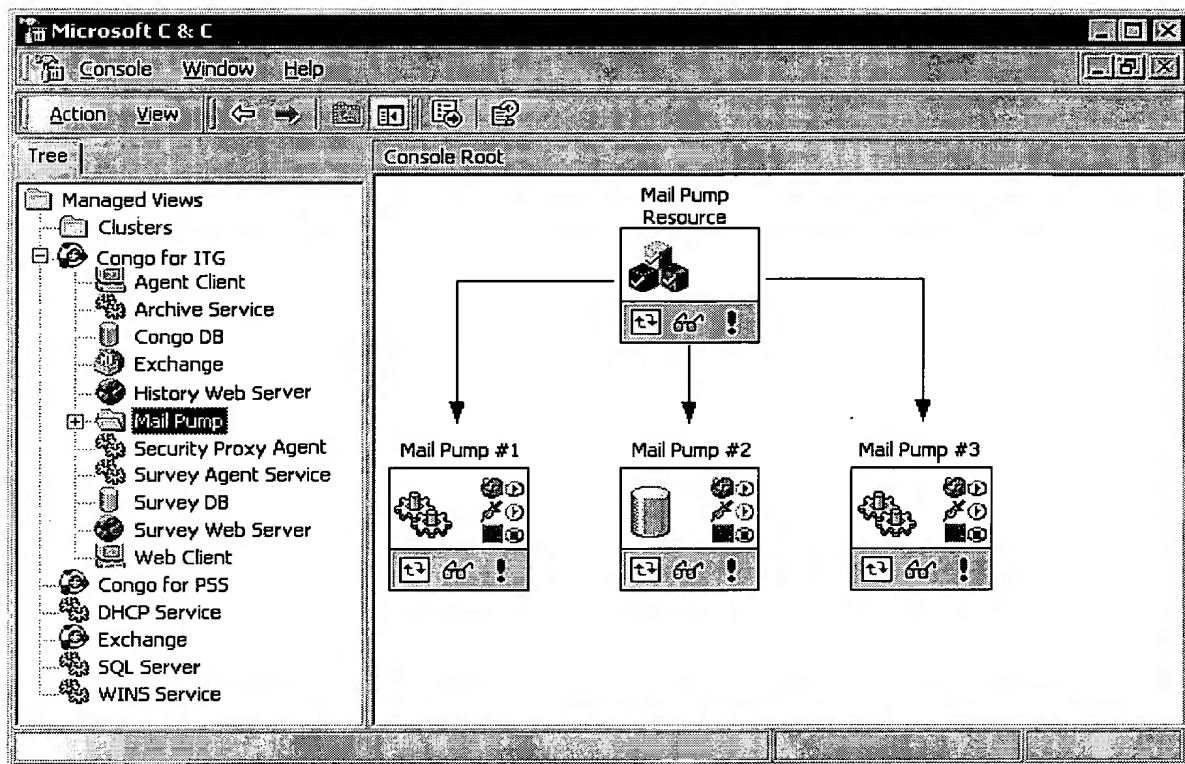 Microsoft C & C
Console Window Help
Action View
Tree
Console Root
Managed Views
Clusters
Congo for ITG
Agent Client
Archive Service
Congo DB
Exchange
History Web Server
Mail Pump
Security Proxy Agent
Survey Agent Service
Survey DB
Survey Web Server
Web Client
Congo for PSS
DHCP Service
Exchange
SQL Server
WINS Service
Mail Pump
Resource
Mail Pump #1
Mail Pump #2
Mail Pump #3